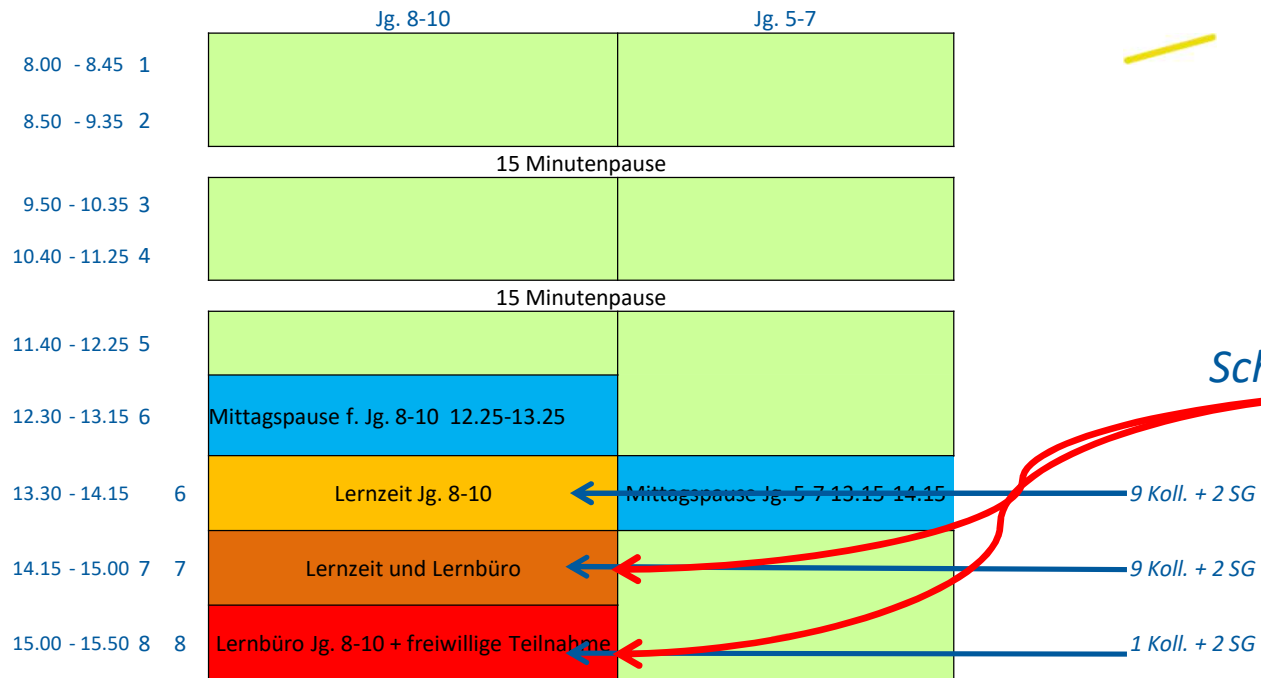 Jg. 8-10 Jg. 5-7
8.00 - 8.45 1
8.50 - 9.35 2
15 Minutenpause
9.50 - 10.35 3
10.40 - 11.25 4
15 Minutenpause
11.40 - 12.25 5
Sch
12.30 - 13.15 6 Mittagspause f. Jg. 8-10 12.25-13.25
13.30 - 14.15 6 Lernzeit Jg. 8-10 Mittagspause Jg. 5-7 13.15-14.15 9 Koll. + 2 SG
14.15 - 15.00 7 7 Lernzeit und Lernbüro 9 Koll. + 2 SG
15.00 - 15.50 8 8 Lernbüro Jg. 8-10 + freiwillige Teilnahme 1 Koll. + 2 SG